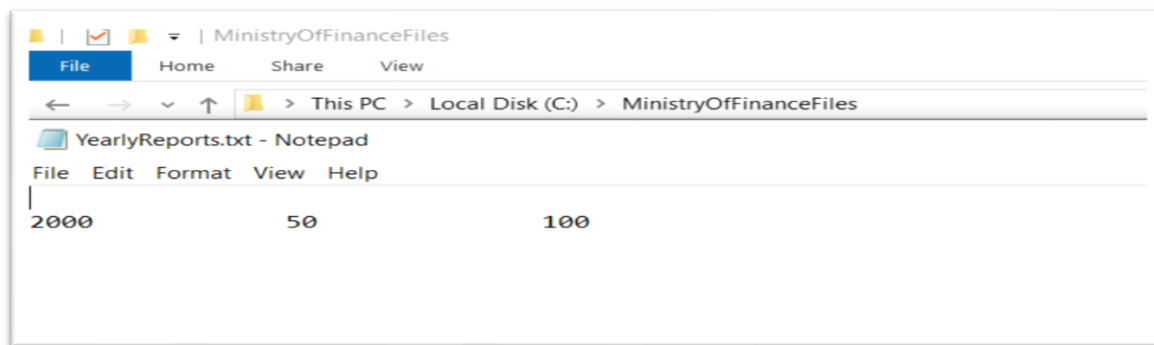 | | MinistryOfFinanceFiles
File Home Share View
> This PC > Local Disk (C:) > MinistryOfFinanceFiles
YearlyReports.txt - Notepad
File Edit Format View Help
2000 50 100